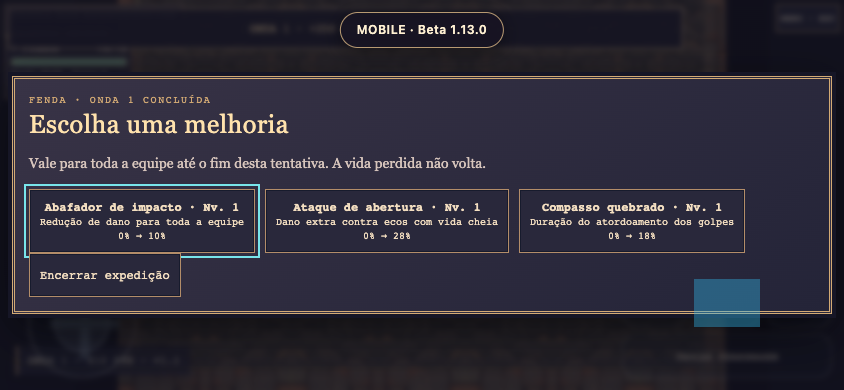 MOBILE · Beta 1.13.0
FENDA · ONDA 1 CONCLUÍDA
Escolha uma melhoria
Vale para toda a equipe até o fim desta tentativa. A vida perdida não volta.
Abafador de impacto · Nv. 1
Redução de dano para toda a equipe
0% → 10%
Ataque de abertura · Nv. 1
Dano extra contra ecos com vida cheia
0% → 28%
Compasso quebrado · Nv. 1
Duração do atordoamento dos golpes
0% → 18%
Encerrar expedição